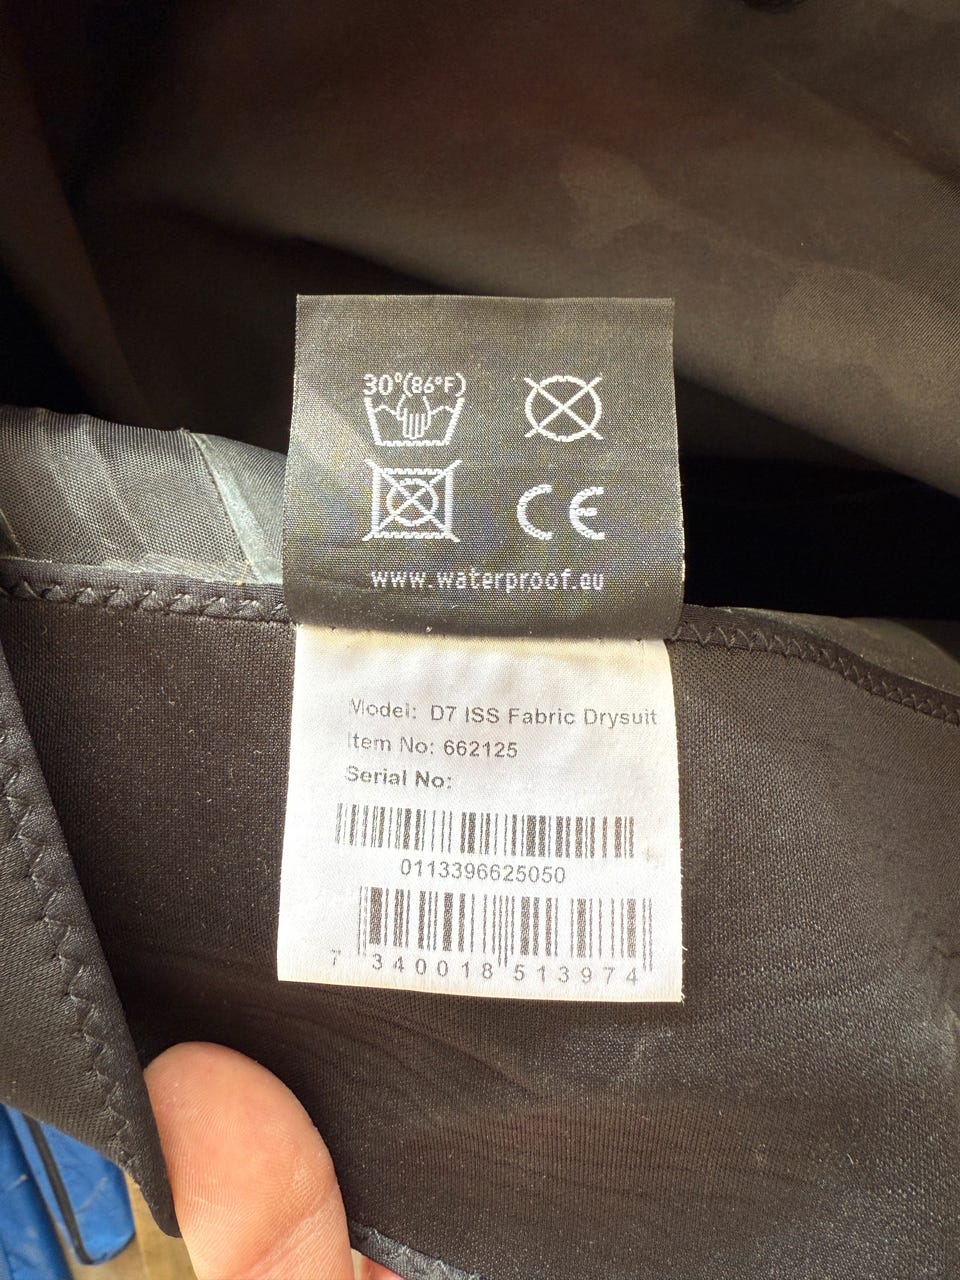 30°(86°F)
CE
www.waterproof.eu
Model: D7 ISS Fabric Drysuit
Item No: 662125
Serial No:
0113396625050
7 340018 513974